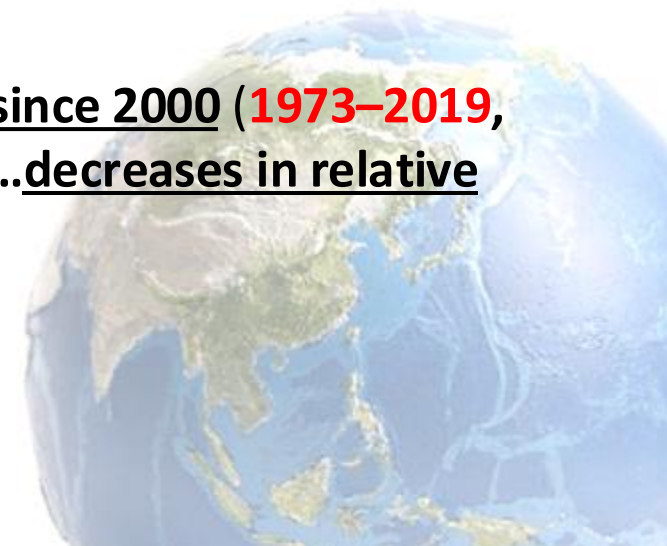 since 2000 (1973–2019,
..decreases in relative